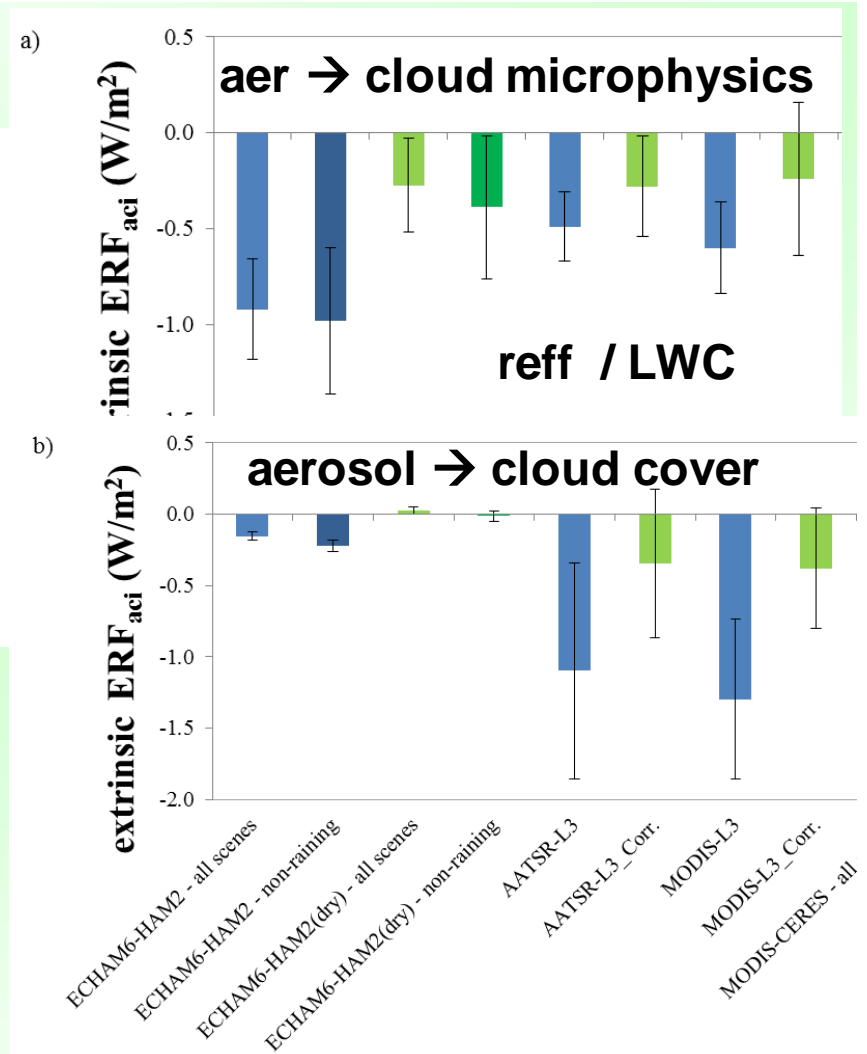 a)
0.5
aer → cloud microphysics
0.0
-0.5
-1.0
reff / LWC
rinsic ERFaci (W/m²)
b)
0.5
aerosol → cloud cover
0.0
-0.5
-1.0
-1.5
-2.0
extrinsic ERFaci (W/m²)
ECHAM6-HAM2 - all scenes
ECHAM6-HAM2 - non-raining
ECHAM6-HAM2(dry) - all scenes
ECHAM6-HAM2(dry) - non-raining
AATSR-L3
AATSR-L3_Corr.
MODIS-L3
MODIS-L3_Corr.
MODIS-CERES - all